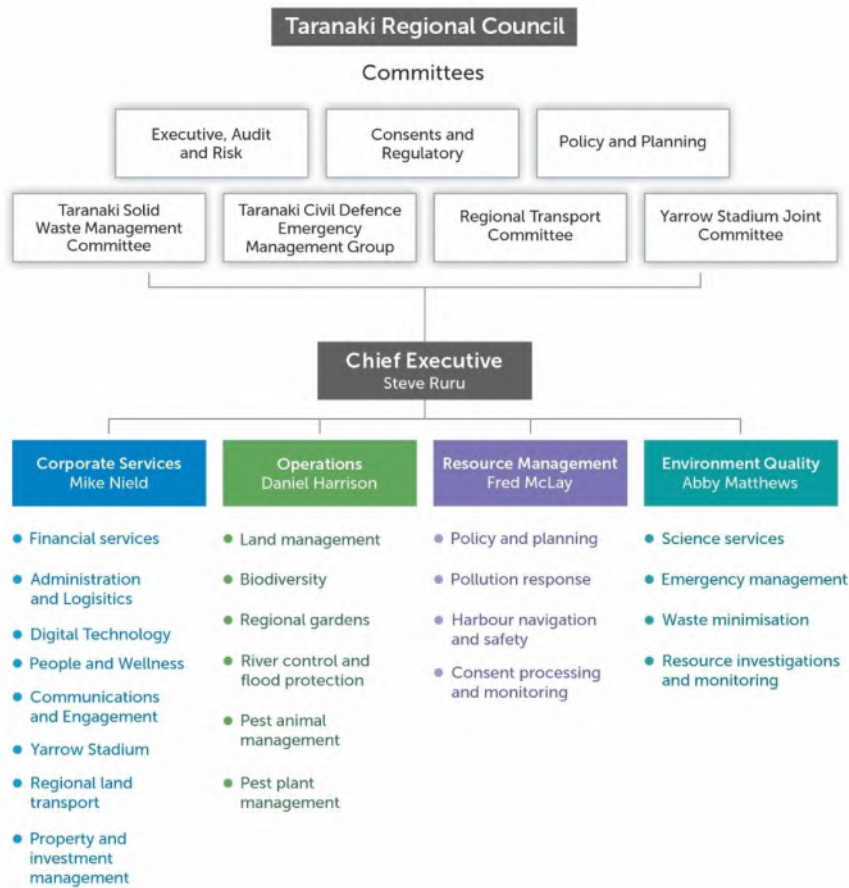 Taranaki Regional Council
Committees
Executive, Audit
and Risk
Consents and
Regulatory
Policy and Planning
Taranaki Solid
Waste Management
Committee
Taranaki Civil Defence
Emergency
Management Group
Regional Transport
Committee
Yarrow Stadium Joint
Committee
Chief Executive
Steve Ruru
Corporate Services
Mike Nield
Financial services
Administration
and Logisitics
Digital Technology
People and Wellness
Communications
and Engagement
Yarrow Stadium
Regional land
transport
Property and
investment
management
Operations
Daniel Harrison
Land management
Biodiversity
Regional gardens
River control and
flood protection
Pest animal
management
Pest plant
management
Resource Management
Fred McLay
Policy and planning
Pollution response
Harbour navigation
and safety
Consent processing
and monitoring
Environment Quality
Abby Matthews
Science services
Emergency management
Waste minimisation
Resource investigations
and monitoring